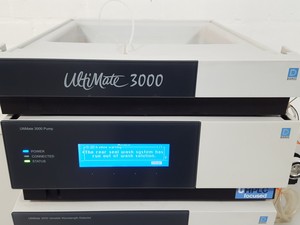 UltiMate 3000
UltiMate 3000 Pump
POWER
CONNECTED
STATUS
The rear seal wash system has
run out of wash solution.
UHPLC
focused